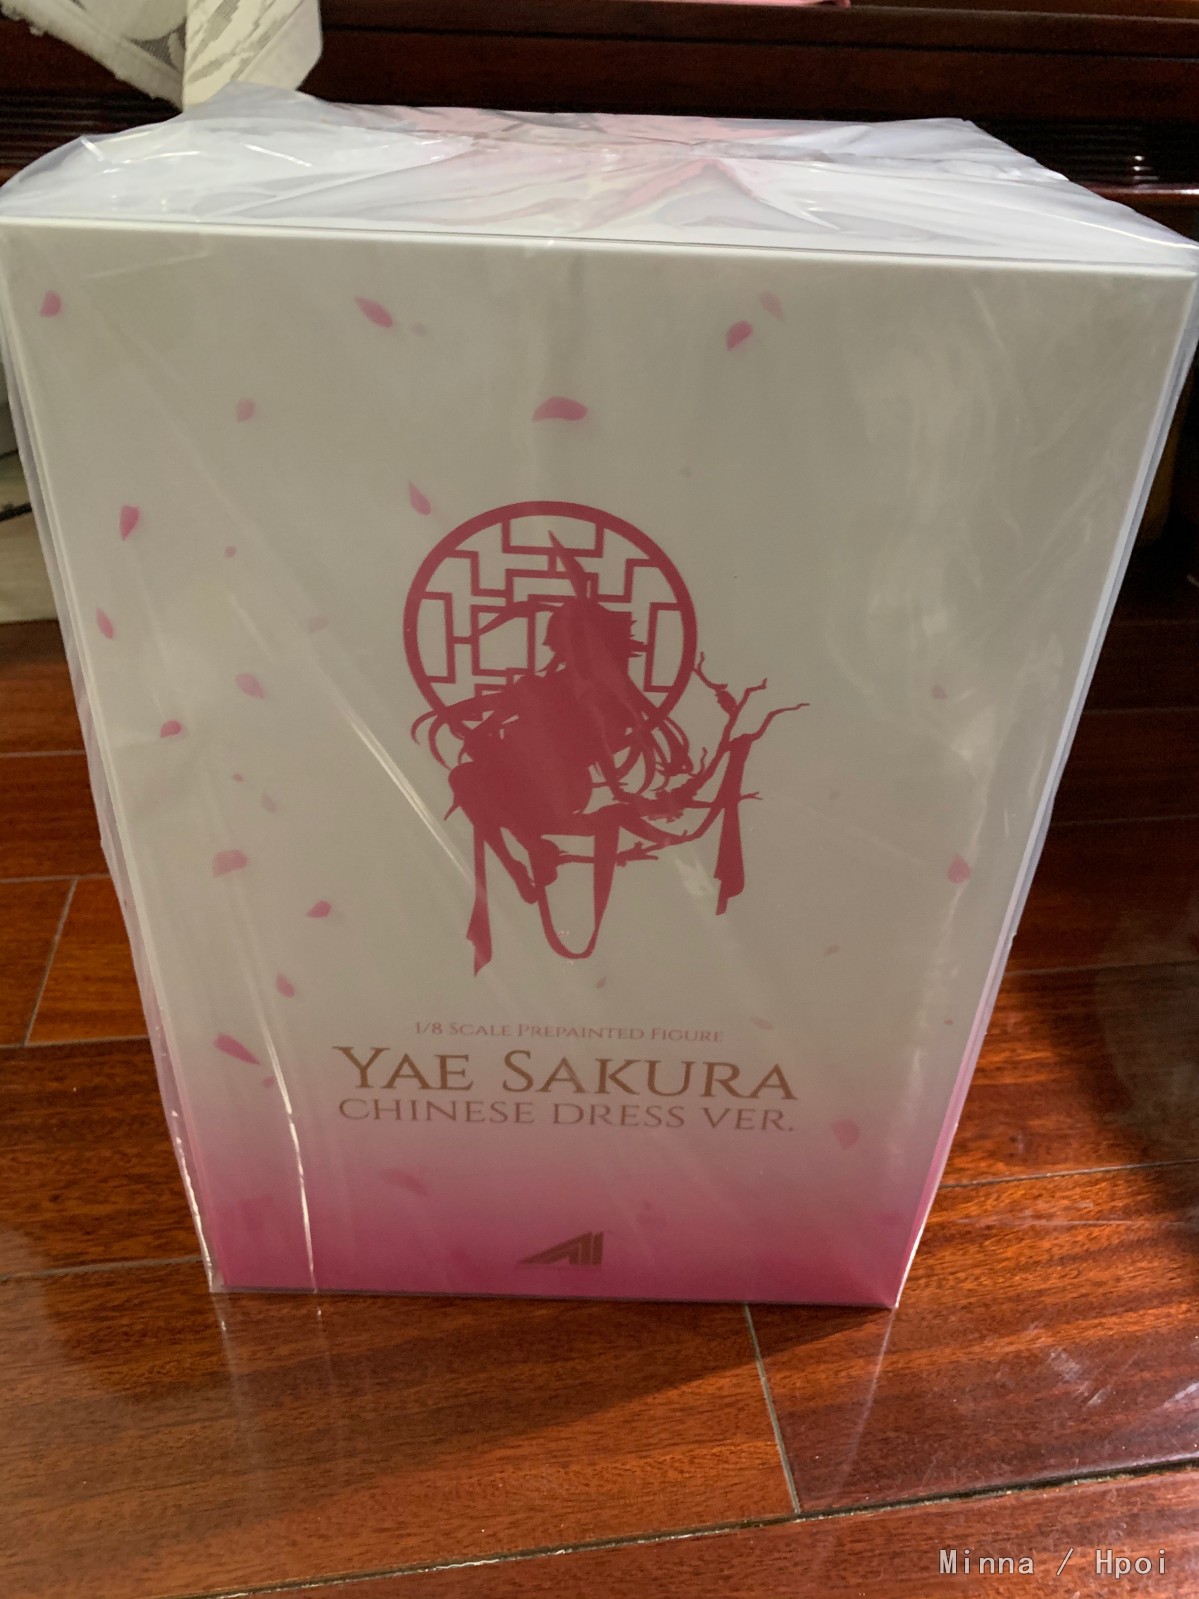 1/8 Scale Prepainted Figure
Yae Sakura
Chinese Dress Ver.
Minna / Hpoi